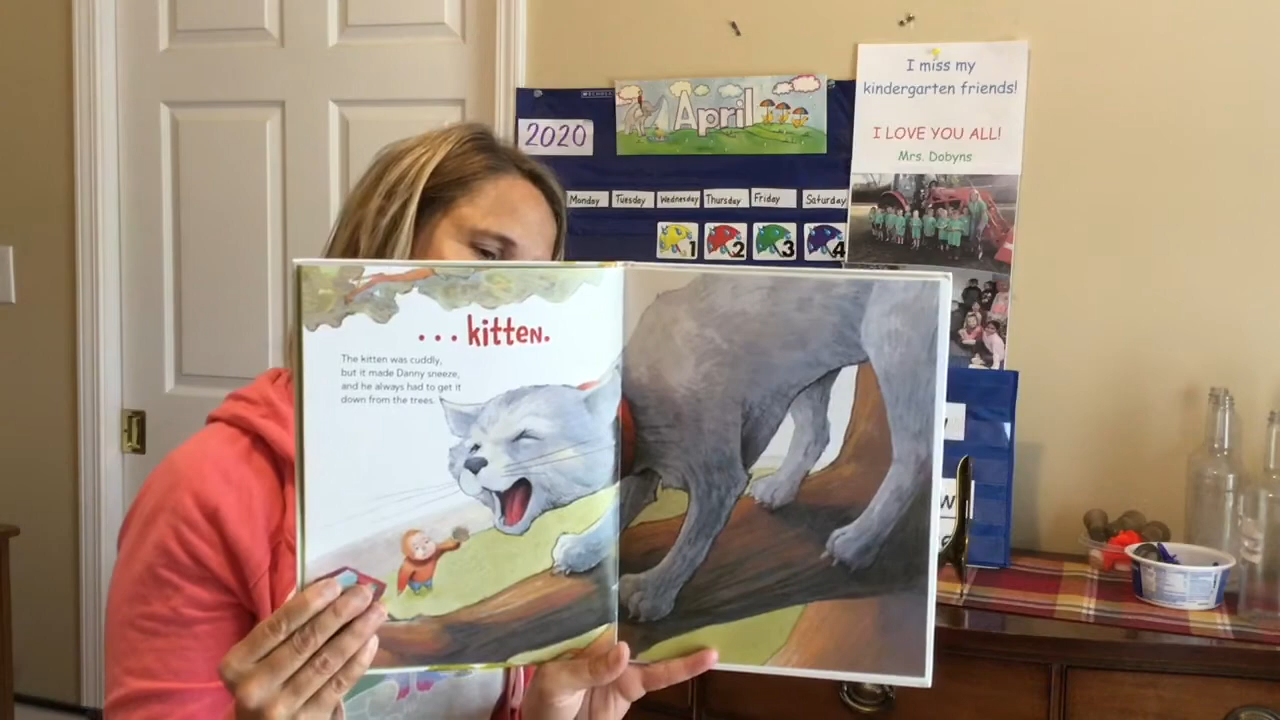 I miss my
kindergarten friends!
I LOVE YOU ALL!
Mrs. Dobyns
April
2020
Monday Tuesday Wednesday Thursday Friday Saturday
1 2 3 4
...kitten.
The kitten was cuddly,
but it made Danny sneeze,
and he always had to get it
down from the trees.